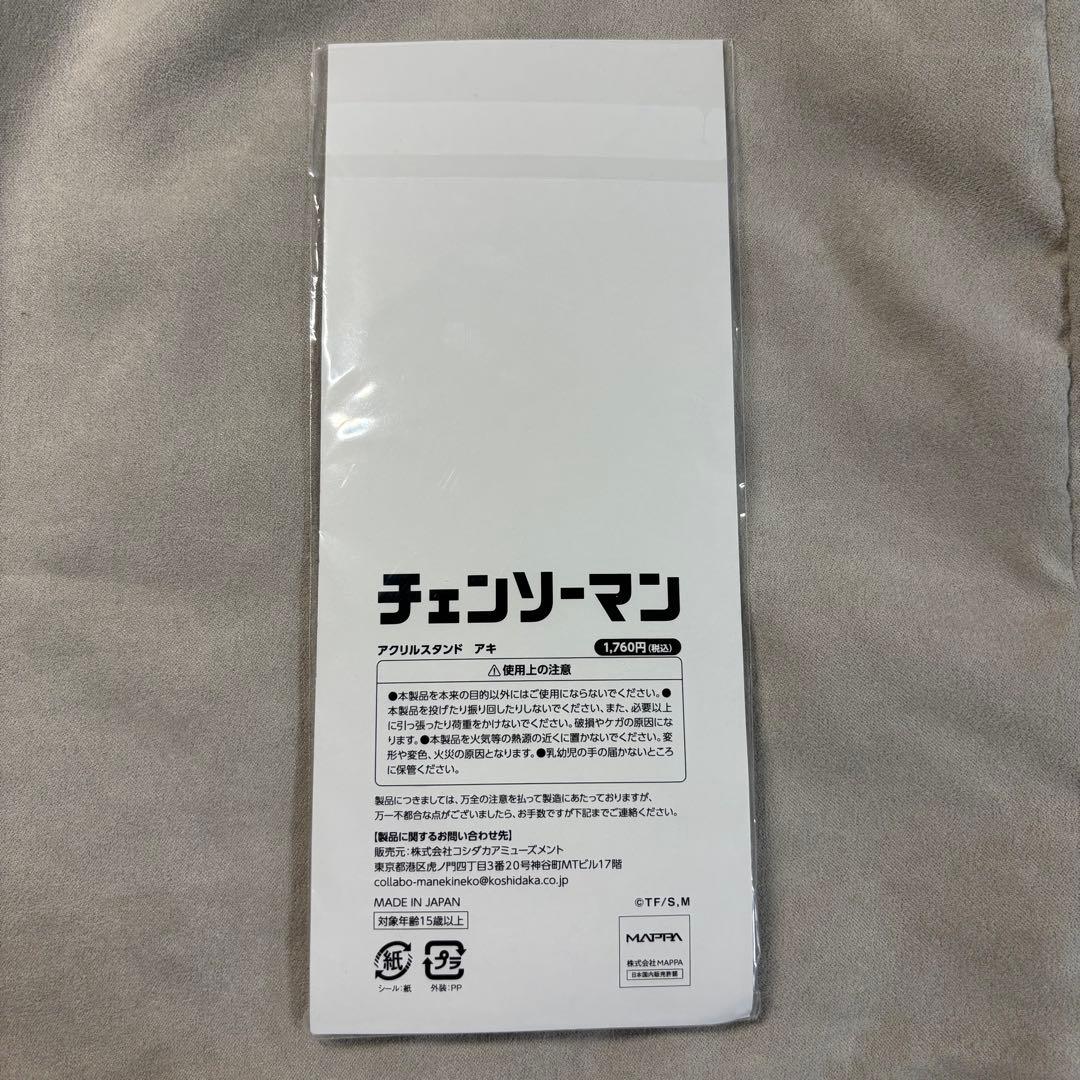 チェンソーマン
アクリルスタンド アキ 1,760円(税込)
⚠使用上の注意
●本製品を本来の目的以外にはご使用にならないでください。●
本製品を投げたり振り回したりしないでください、また、必要以上
に引っ張ったり荷重をかけないでください。破損やケガの原因にな
ります。●本製品を火気等の熱源の近くに置かないでください。変
形や変色、火災の原因となります。●乳幼児の手の届かないところ
に保管ください。
製品につきましては、万全の注意を払って製造にあたっておりますが、
万一不都合な点がございましたら、お手数ですが下記までご連絡ください。
【製品に関するお問い合わせ先】
販売元:株式会社コシダカアミューズメント
東京都港区虎ノ門四丁目3番20号神谷町MTビル17階
collabo-manekineko@koshidaka.co.jp
MADE IN JAPAN ©TF/S,M
対象年齢15歳以上
紙 プラ
シール:紙 外装:PP
MAPPA
株式会社MAPPA
日本国内販売許諾